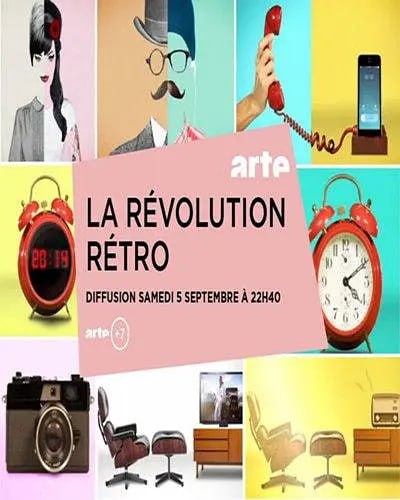 arte
LA RÉVOLUTION
RÉTRO
DIFFUSION SAMEDI 5 SEPTEMBRE À 22H40
arte +7
20:19